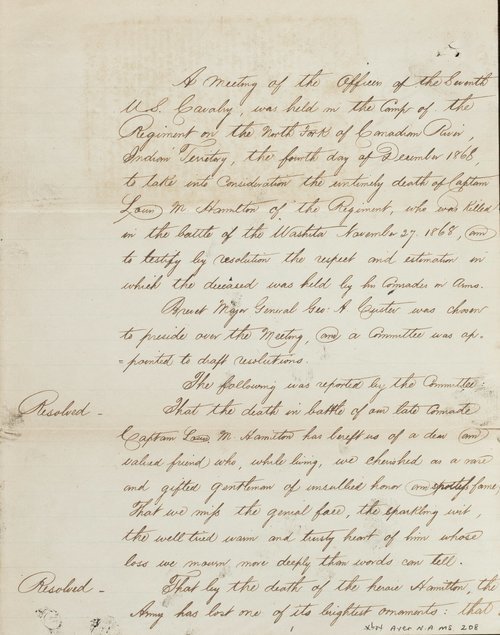 A Meeting of the Officers of the Seventh
U.S. Cavalry, was held in the Camp of the
Regiment on the North Fork of Canadian River,
Indian Territory, the fourth day of December 1868,
to take into consideration the untimely death of Captain
Louis M. Hamilton of the Regiment, who was killed
in the battle of the Washita November 27. 1868, and
to testify by resolution the respect and estimation in
which the deceased was held by his Comrades in Arms.
Brevet Major General Geo. A Custer was chosen
to preside over the Meeting, and a Committee was ap-
=pointed to draft resolutions.
The following was reported by the Committee:
Resolved - That the death in battle of our late Comrade
Captain Louis M. Hamilton has bereft us of a dear and
valued friend who, while living, we cherished as a rare
and gifted gentleman of unsullied honor and spotless fame,
That we miss the genial face, the sparkling wit,
the well tried warm and trusty heart of him whose
loss we mourn more deeply than words can tell.
Resolved - That by the death of the heroic Hamilton, the
Army has lost one of its brightest ornaments: that
Ayer N.A. MS 208